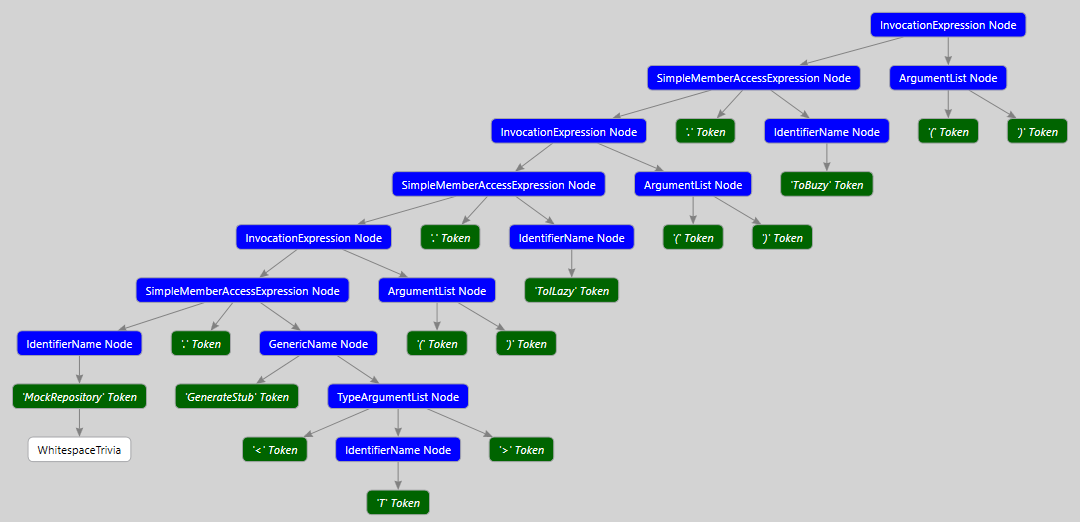 InvocationExpression Node
SimpleMemberAccessExpression Node
ArgumentList Node
InvocationExpression Node
'.' Token
IdentifierName Node
'(' Token
')' Token
SimpleMemberAccessExpression Node
ArgumentList Node
'ToBuzy' Token
InvocationExpression Node
'.' Token
IdentifierName Node
'(' Token
')' Token
SimpleMemberAccessExpression Node
ArgumentList Node
'ToILazy' Token
IdentifierName Node
'.' Token
GenericName Node
'(' Token
')' Token
'MockRepository' Token
'GenerateStub' Token
TypeArgumentList Node
WhitespaceTrivia
'<' Token
IdentifierName Node
'>' Token
'T' Token